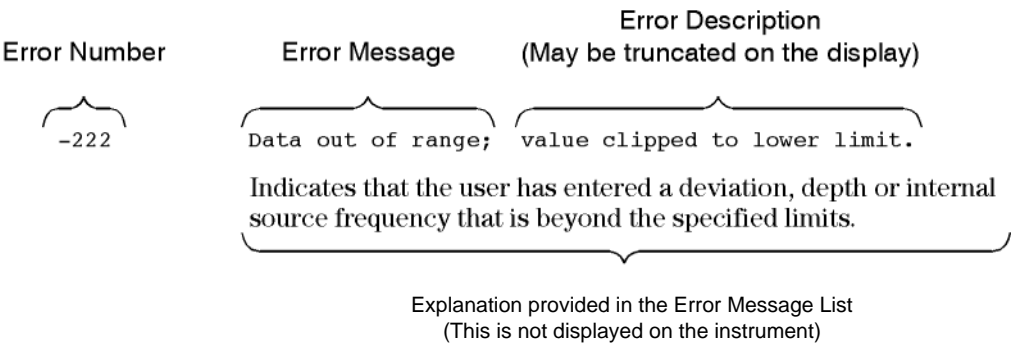 Error Description
Error Number Error Message (May be truncated on the display)
-222 Data out of range; value clipped to lower limit.
Indicates that the user has entered a deviation, depth or internal
source frequency that is beyond the specified limits.
Explanation provided in the Error Message List
(This is not displayed on the instrument)